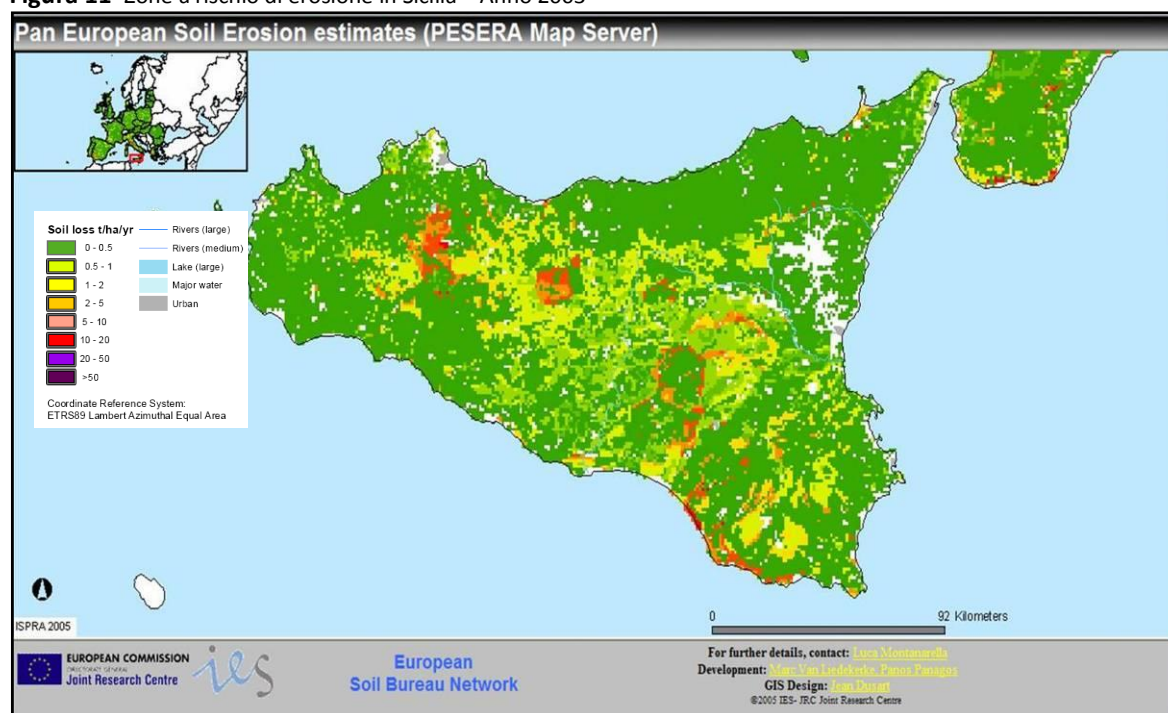 Figura 11 Zone a rischio di erosione in Sicilia – Anno 2005
Pan European Soil Erosion estimates (PESERA Map Server)
Soil loss t/ha/yr
0 - 0.5
0.5 - 1
1 - 2
2 - 5
5 - 10
10 - 20
20 - 50
>50
Rivers (large)
Rivers (medium)
Lake (large)
Major water
Urban
Coordinate Reference System:
ETRS89 Lambert Azimuthal Equal Area
0 92 Kilometers
ISPRA 2005
EUROPEAN COMMISSION
DIRECTORATE GENERAL
Joint Research Centre
ies
European
Soil Bureau Network
For further details, contact: Luca Montanarella
Development: Marc Van Liedekerke, Panos Panagos
GIS Design: Jean Dusart
©2005 IES- JRC Joint Research Centre